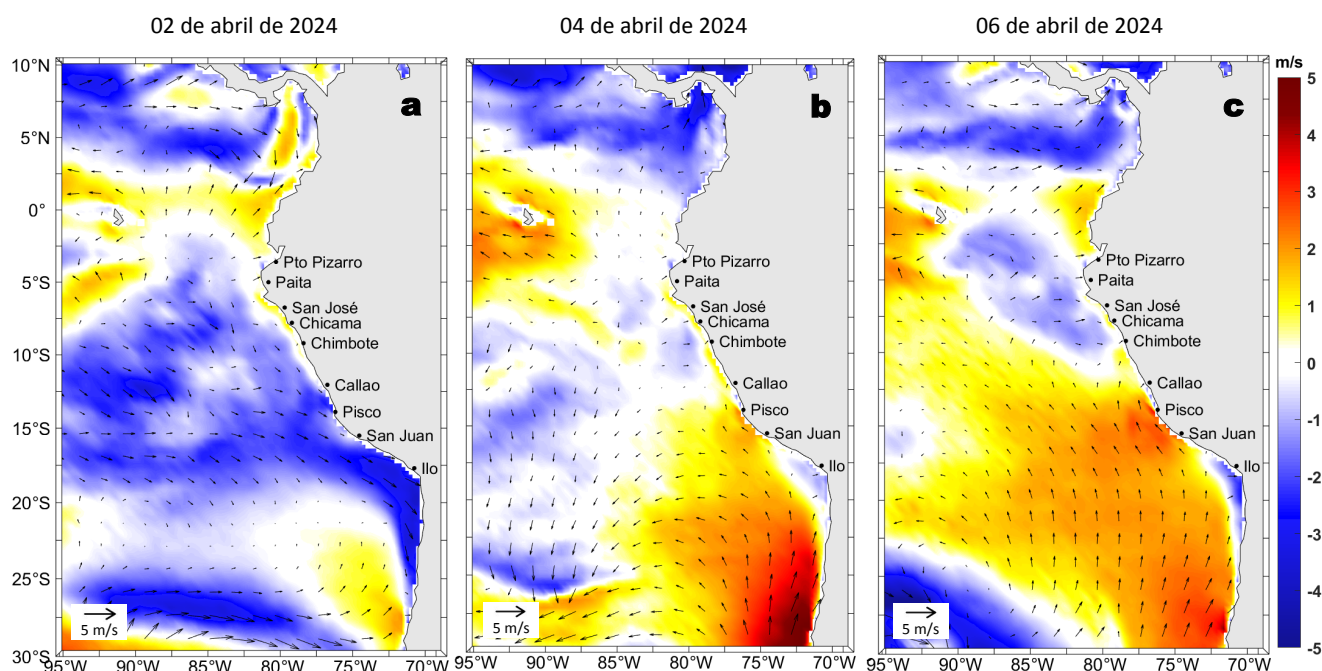 02 de abril de 2024
04 de abril de 2024
06 de abril de 2024
a
b
c
m/s
10°N
5°N
0°
5°S
10°S
15°S
20°S
25°S
30°S
Pto Pizarro
Paita
San José
Chicama
Chimbote
Callao
Pisco
San Juan
Ilo
5 m/s
95°W 90°W 85°W 80°W 75°W 70°W
Pto Pizarro
Paita
San José
Chicama
Chimbote
Callao
Pisco
San Juan
Ilo
5 m/s
95°W 90°W 85°W 80°W 75°W 70°W
Pto Pizarro
Paita
San José
Chicama
Chimbote
Callao
Pisco
San Juan
Ilo
5 m/s
95°W 90°W 85°W 80°W 75°W 70°W
5
4
3
2
1
0
-1
-2
-3
-4
-5